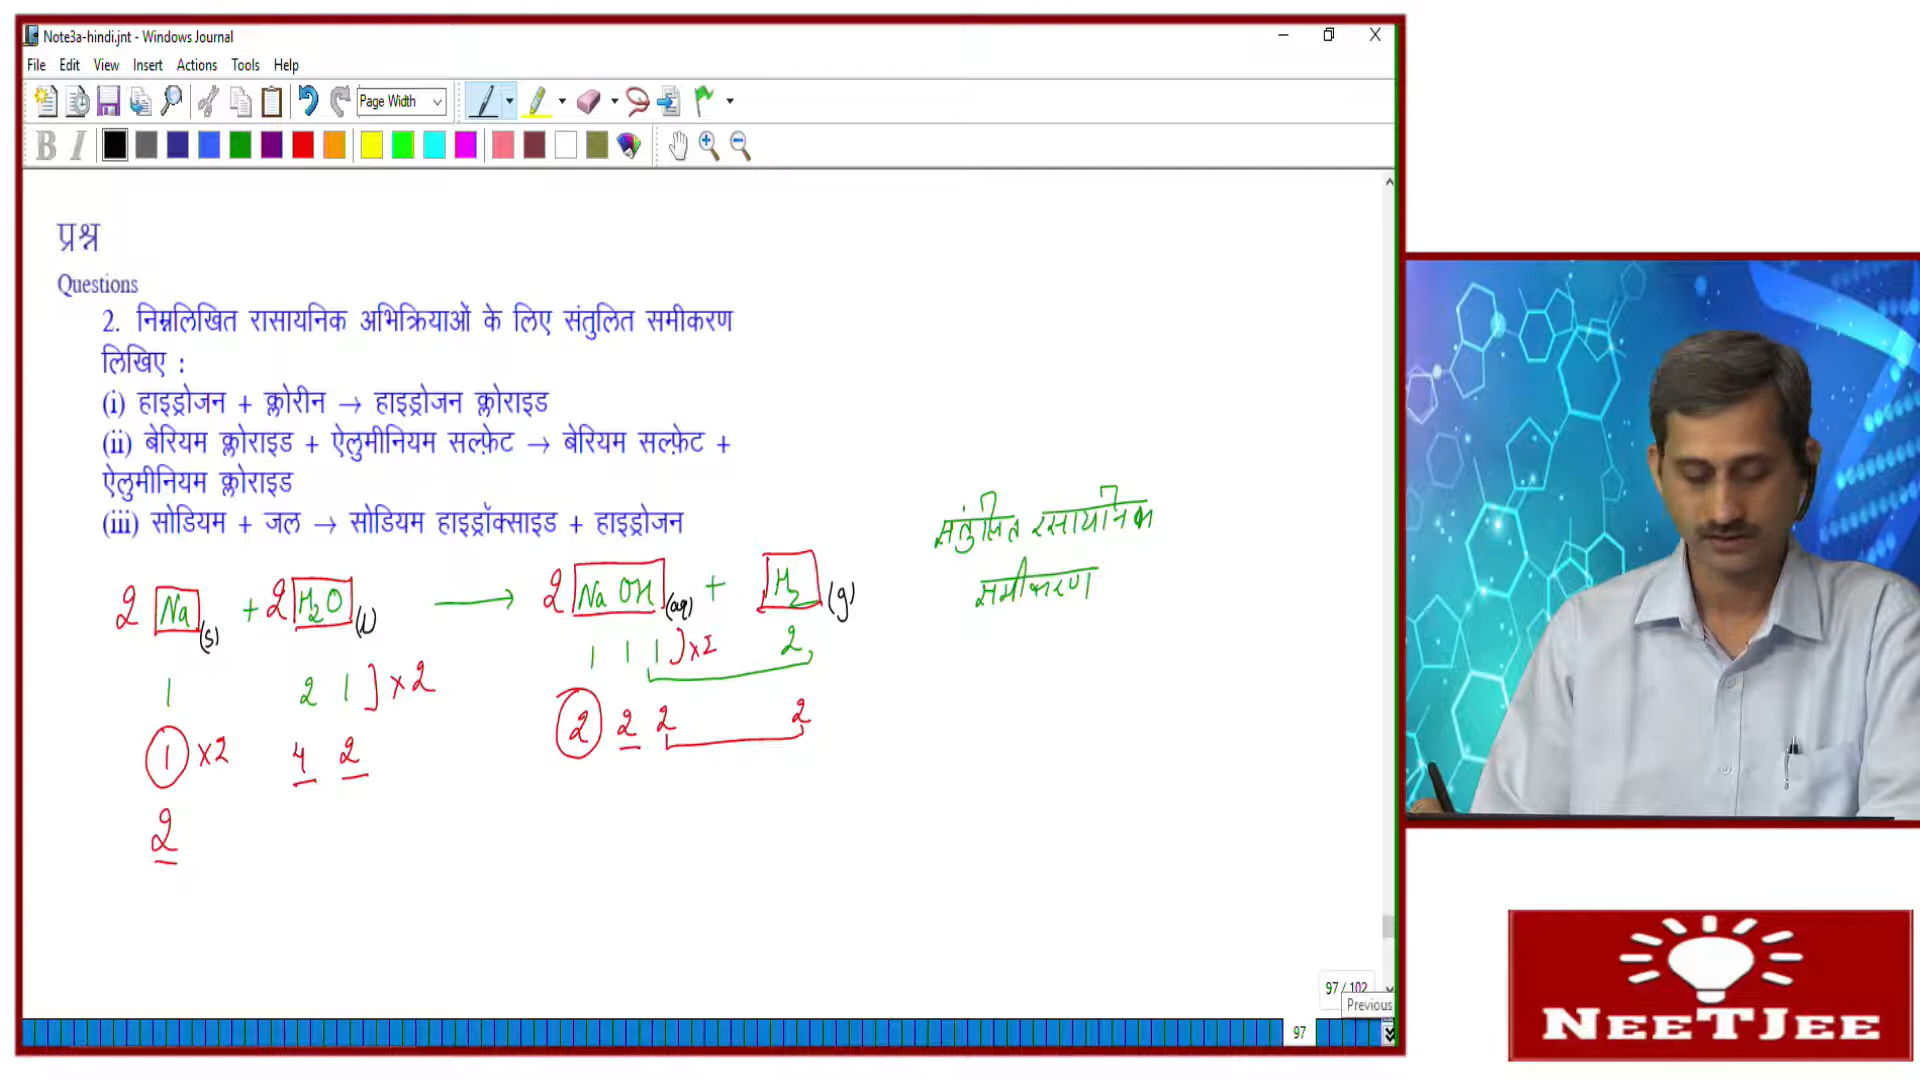 Note3a-hindi.jnt - Windows Journal
File Edit View Insert Actions Tools Help
Page Width
B I
प्रश्न
Questions
2. निम्नलिखित रासायनिक अभिक्रियाओं के लिए संतुलित समीकरण
लिखिए :
(i) हाइड्रोजन + क्लोरीन → हाइड्रोजन क्लोराइड
(ii) बेरियम क्लोराइड + ऐलुमीनियम सल्फ़ेट → बेरियम सल्फ़ेट +
ऐलुमीनियम क्लोराइड
(iii) सोडियम + जल → सोडियम हाइड्रॉक्साइड + हाइड्रोजन
संतुलित रसायनिक
समीकरण
2 Na(s) + 2 H₂O(l) → 2 NaOH(aq) + H₂(g)
1 1 1 ] ×2 2
1 2 1 ] ×2
2 2 2 2
1 ×2 4 2
2
97 / 102
Previous
97
NEETJEE